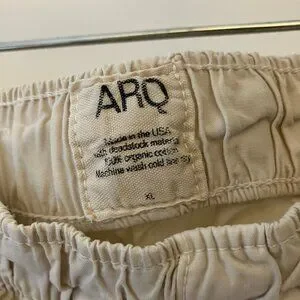 ARQ
Made in the USA
with deadstock material
100% organic cotton
Machine wash cold
XL